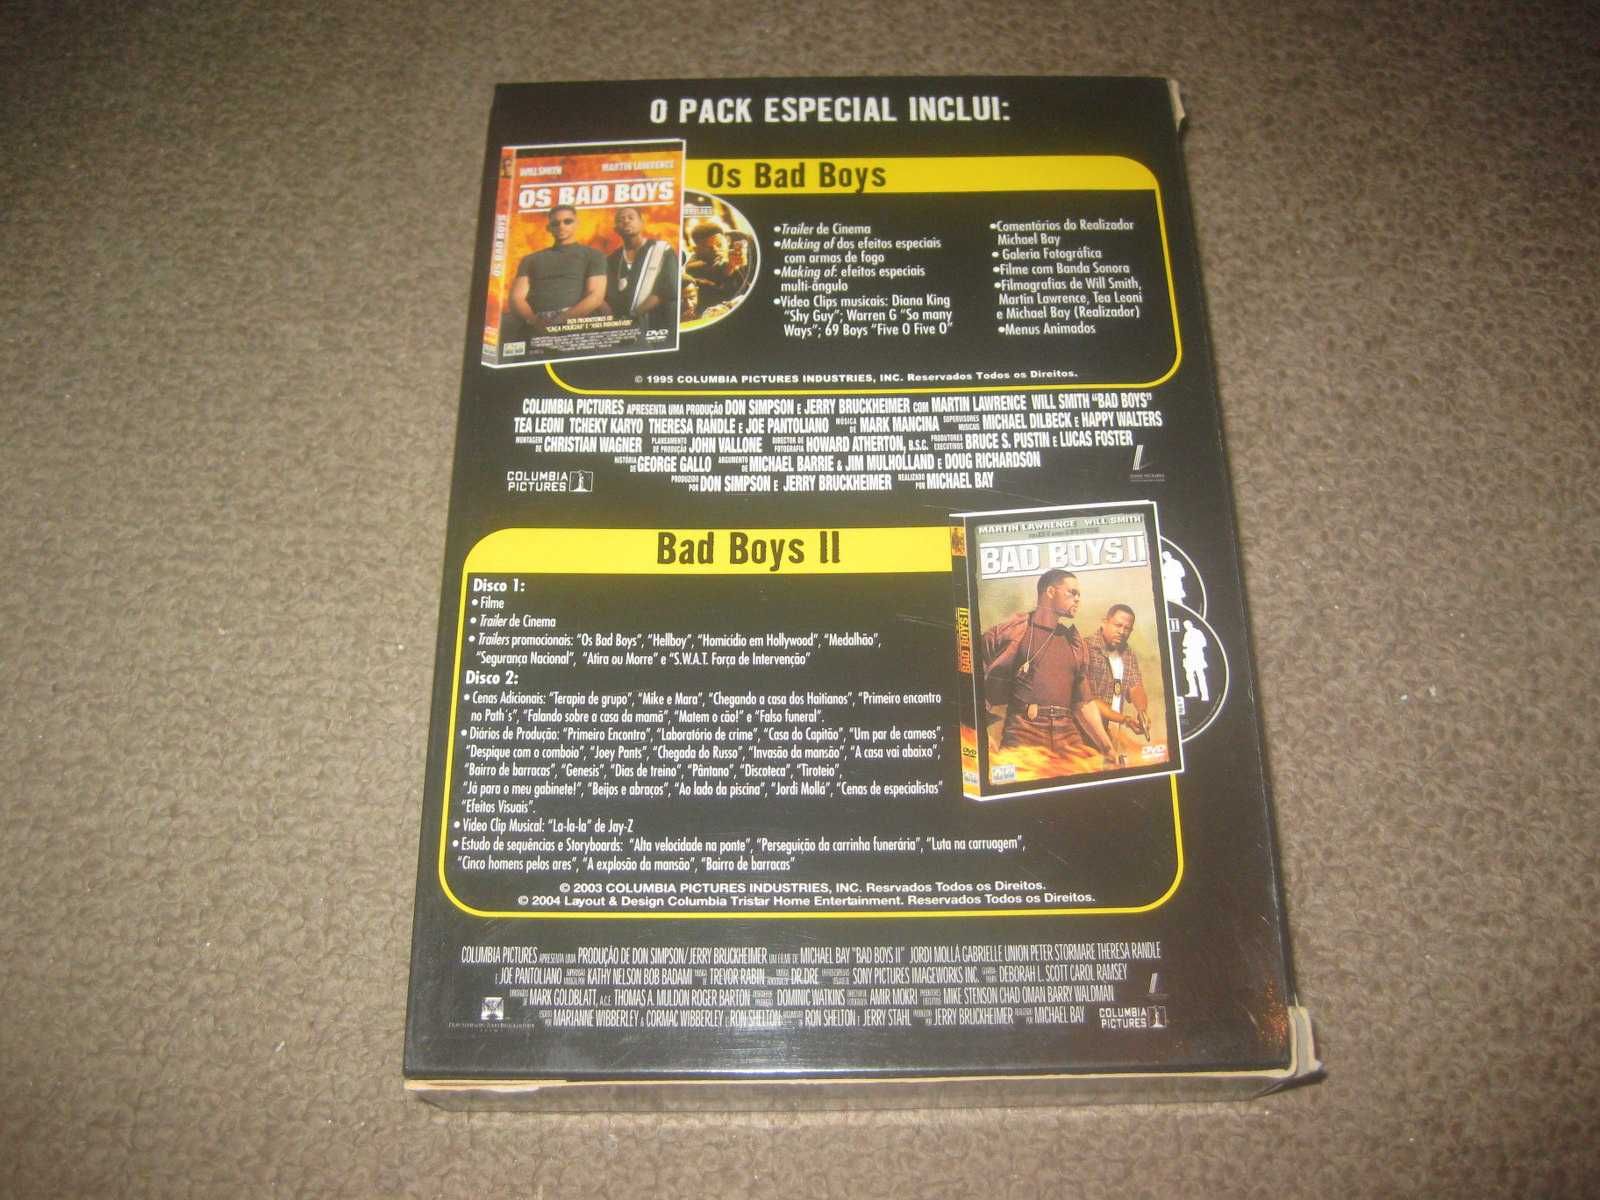 O PACK ESPECIAL INCLUI:
WILL SMITH MARTIN LAWRENCE
OS BAD BOYS
OS BAD BOYS
DVD
Os Bad Boys
•Trailer de Cinema
•Making of dos efeitos especiais
com armas de fogo
•Making of: efeitos especiais
multi-ângulo
•Video Clips musicais: Diana King
"Shy Guy"; Warren G "So many
Ways"; 69 Boys "Five O Five O"
•Comentários do Realizador
Michael Bay
• Galeria Fotográfica
•Filme com Banda Sonora
•Filmografias de Will Smith,
Martin Lawrence, Tea Leoni
e Michael Bay (Realizador)
•Menus Animados
© 1995 COLUMBIA PICTURES INDUSTRIES, INC. Reservados Todos os Direitos.
COLUMBIA PICTURES APRESENTA UMA PRODUÇÃO DON SIMPSON E JERRY BRUCKHEIMER COM MARTIN LAWRENCE WILL SMITH "BAD BOYS"
TEA LEONI TCHEKY KARYO THERESA RANDLE E JOE PANTOLIANO MÚSICA DE MARK MANCINA SUPERVISORES MUSICAIS MICHAEL DILBECK E HAPPY WALTERS
MONTAGEM DE CHRISTIAN WAGNER PLANEAMENTO DE PRODUÇÃO JOHN VALLONE DIRECTOR DE FOTOGRAFIA HOWARD ATHERTON, B.S.C. PRODUTORES EXECUTIVOS BRUCE S. PUSTIN E LUCAS FOSTER
HISTÓRIA DE GEORGE GALLO ARGUMENTO DE MICHAEL BARRIE & JIM MULHOLLAND E DOUG RICHARDSON
PRODUZIDO POR DON SIMPSON E JERRY BRUCKHEIMER REALIZADO POR MICHAEL BAY
COLUMBIA
PICTURES
Bad Boys II
MARTIN LAWRENCE WILL SMITH
BAD BOYS II
BAD BOYS II
DVD
DVD
Disco 1:
• Filme
• Trailer de Cinema
• Trailers promocionais: "Os Bad Boys", "Hellboy", "Homicídio em Hollywood", "Medalhão",
"Segurança Nacional", "Atira ou Morre" e "S.W.A.T. Força de Intervenção"
Disco 2:
• Cenas Adicionais: "Terapia de grupo", "Mike e Mara", "Chegando a casa dos Haitianos", "Primeiro encontro
no Path´s", "Falando sobre a casa da mamã", "Matem o cão!" e "Falso funeral".
• Diários de Produção: "Primeiro Encontro", "Laboratório de crime", "Casa do Capitão", "Um par de cameos",
"Despique com o comboio", "Joey Pants", "Chegada do Russo", "Invasão da mansão", "A casa vai abaixo",
"Bairro de barracas", "Genesis", "Dias de treino", "Pântano", "Discoteca", "Tiroteio",
"Já para o meu gabinete!", "Beijos e abraços", "Ao lado da piscina", "Jordi Mollá", "Cenas de especialistas"
"Efeitos Visuais".
• Video Clip Musical: "La-la-la" de Jay-Z
• Estudo de sequências e Storyboards: "Alta velocidade na ponte", "Perseguição da carrinha funerária", "Luta na carruagem",
"Cinco homens pelos ares", "A explosão da mansão", "Bairro de barracas"
© 2003 COLUMBIA PICTURES INDUSTRIES, INC. Resrvados Todos os Direitos.
© 2004 Layout & Design Columbia Tristar Home Entertainment. Reservados Todos os Direitos.
COLUMBIA PICTURES APRESENTA UMA PRODUÇÃO DE DON SIMPSON/JERRY BRUCKHEIMER UM FILME DE MICHAEL BAY "BAD BOYS II" JORDI MOLLÁ GABRIELLE UNION PETER STORMARE THERESA RANDLE
E JOE PANTOLIANO KATHY NELSON BOB BADAMI TREVOR RABIN DR.DRE SONY PICTURES IMAGEWORKS INC. DEBORAH L. SCOTT CAROL RAMSEY
MARK GOLDBLATT, A.C.E. THOMAS A. MULDON ROGER BARTON DOMINIC WATKINS AMIR MOKRI MIKE STENSON CHAD OMAN BARRY WALDMAN
ESCRITO POR MARIANNE WIBBERLEY & CORMAC WIBBERLEY E RON SHELTON RON SHELTON E JERRY STAHL PRODUZIDO POR JERRY BRUCKHEIMER REALIZADO POR MICHAEL BAY
COLUMBIA
PICTURES